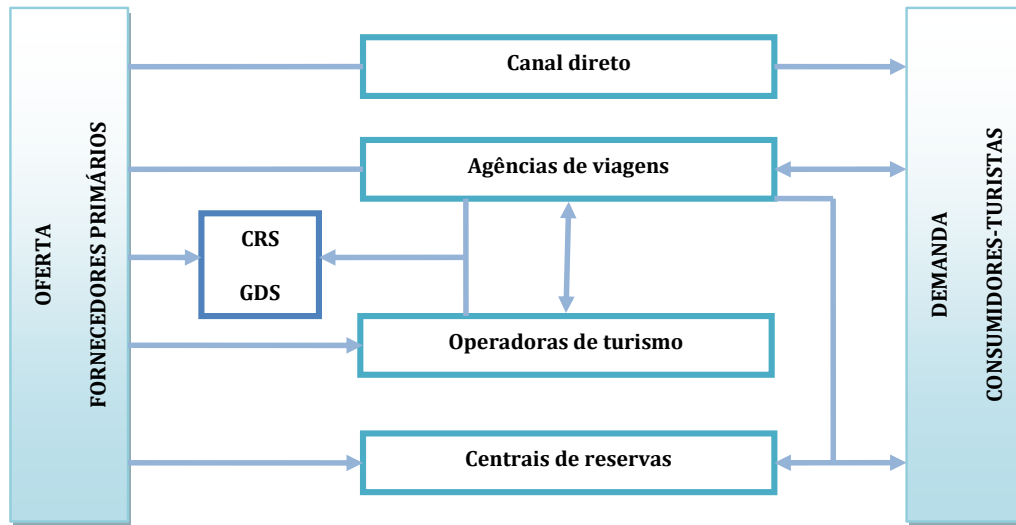 OFERTA
FORNECEDORES PRIMÁRIOS
Canal direto
Agências de viagens
CRS
GDS
Operadoras de turismo
Centrais de reservas
DEMANDA
CONSUMIDORES-TURISTAS